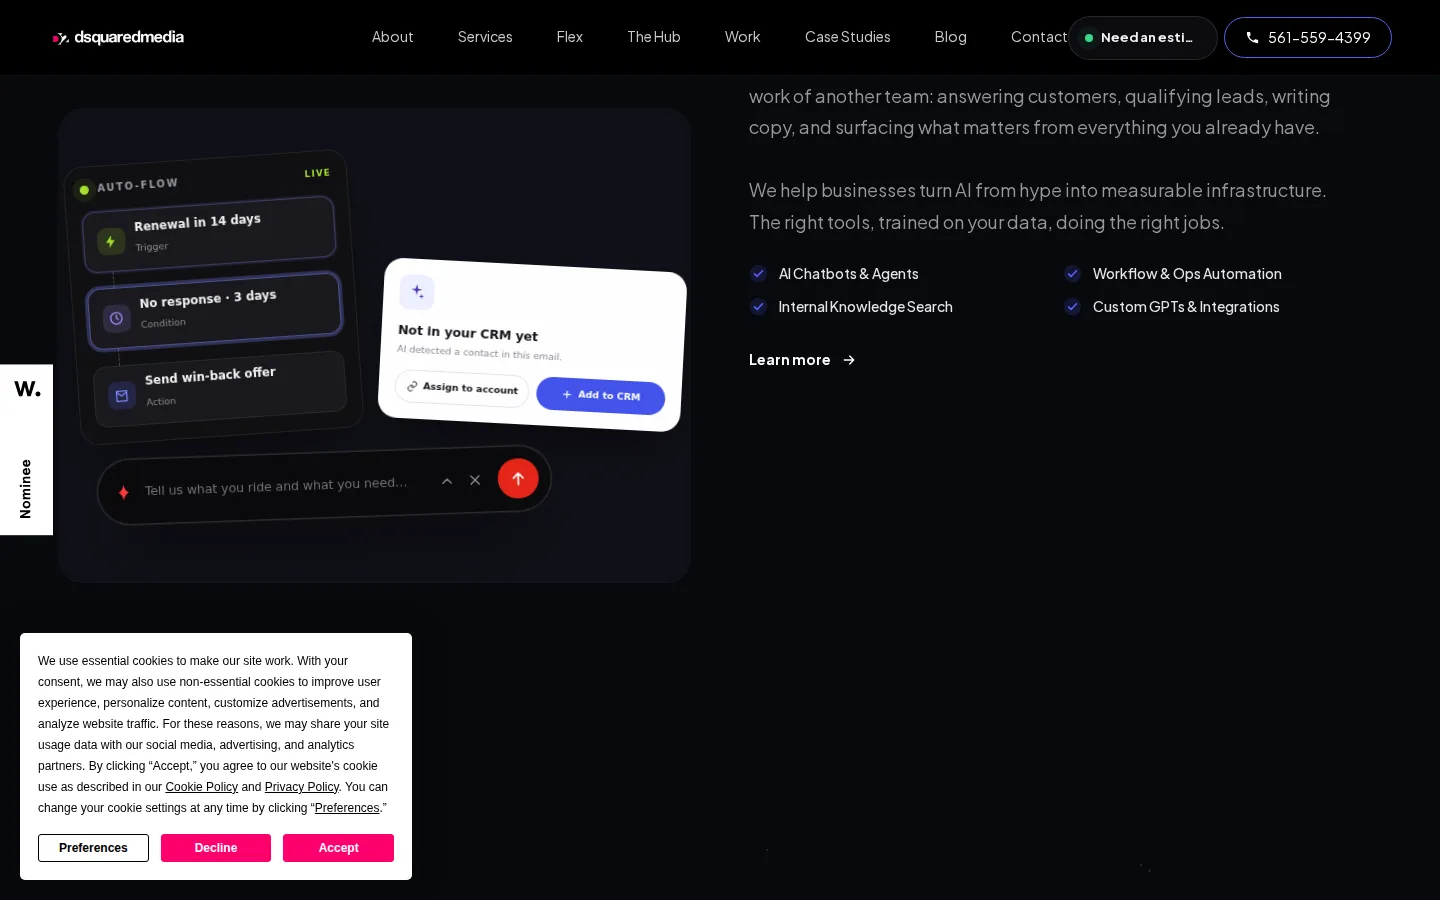 dsquaredmedia
About
Services
Flex
The Hub
Work
Case Studies
Blog
Contact
Need an esti...
561-559-4399
work of another team: answering customers, qualifying leads, writing
copy, and surfacing what matters from everything you already have.
We help businesses turn AI from hype into measurable infrastructure.
The right tools, trained on your data, doing the right jobs.
AI Chatbots & Agents
Workflow & Ops Automation
Internal Knowledge Search
Custom GPTs & Integrations
Learn more
AUTO-FLOW
LIVE
Renewal in 14 days
Trigger
No response · 3 days
Condition
Send win-back offer
Action
Not in your CRM yet
AI detected a contact in this email.
Assign to account
+ Add to CRM
Tell us what you ride and what you need...
W.
Nominee
We use essential cookies to make our site work. With your
consent, we may also use non-essential cookies to improve user
experience, personalize content, customize advertisements, and
analyze website traffic. For these reasons, we may share your site
usage data with our social media, advertising, and analytics
partners. By clicking “Accept,” you agree to our website's cookie
use as described in our Cookie Policy and Privacy Policy. You can
change your cookie settings at any time by clicking “Preferences.”
Preferences
Decline
Accept